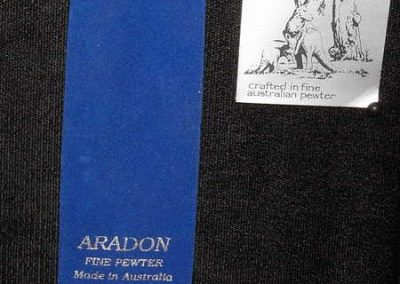 crafted in fine
australian pewter
ARADON
FINE PEWTER
Made in Australia